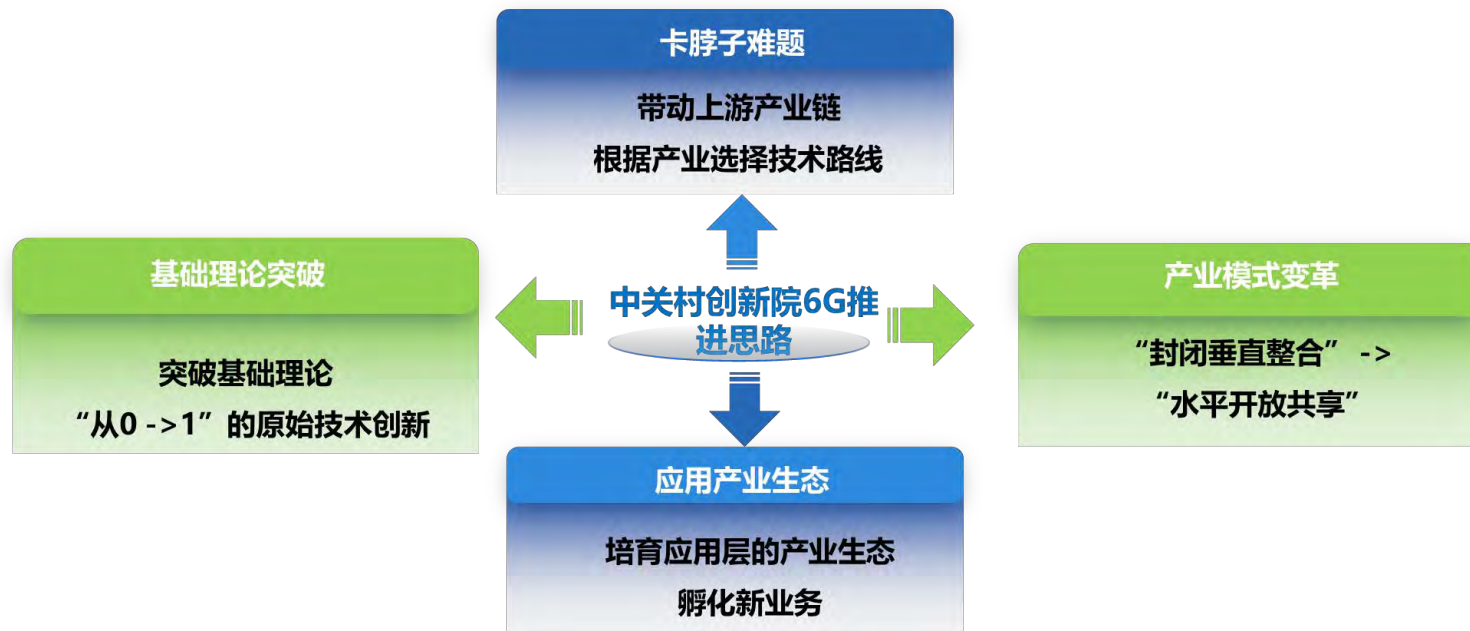 卡脖子难题
带动上游产业链
根据产业选择技术路线
基础理论突破
突破基础理论
“从0 ->1”的原始技术创新
中关村创新院6G推
进思路
产业模式变革
“封闭垂直整合” ->
“水平开放共享”
应用产业生态
培育应用层的产业生态
孵化新业务